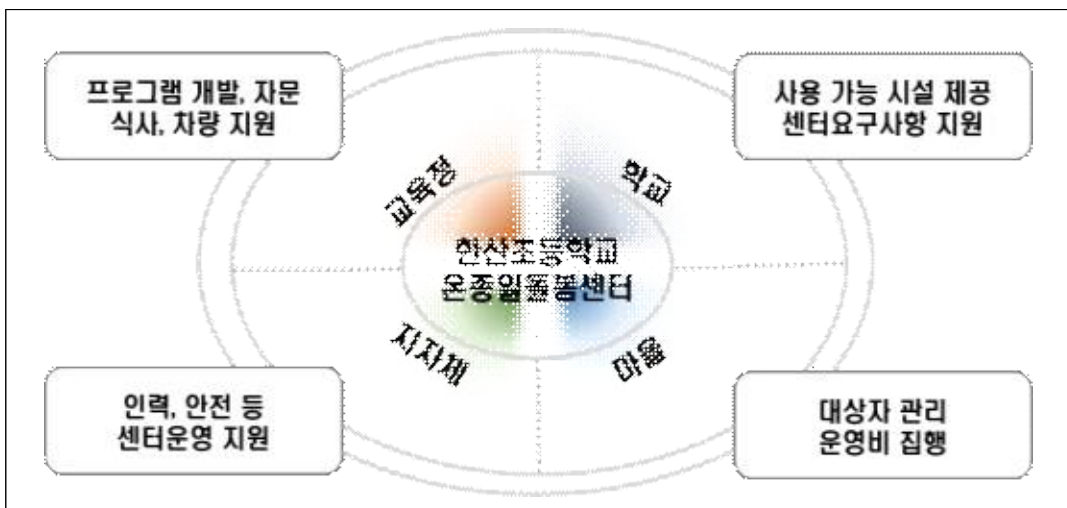 프로그램 개발, 자문
식사, 차량 지원
사용 가능 시설 제공
센터요구사항 지원
교육청
학교
한산초등학교
온종일돌봄센터
지자체
마을
인력, 안전 등
센터운영 지원
대상자 관리
운영비 집행